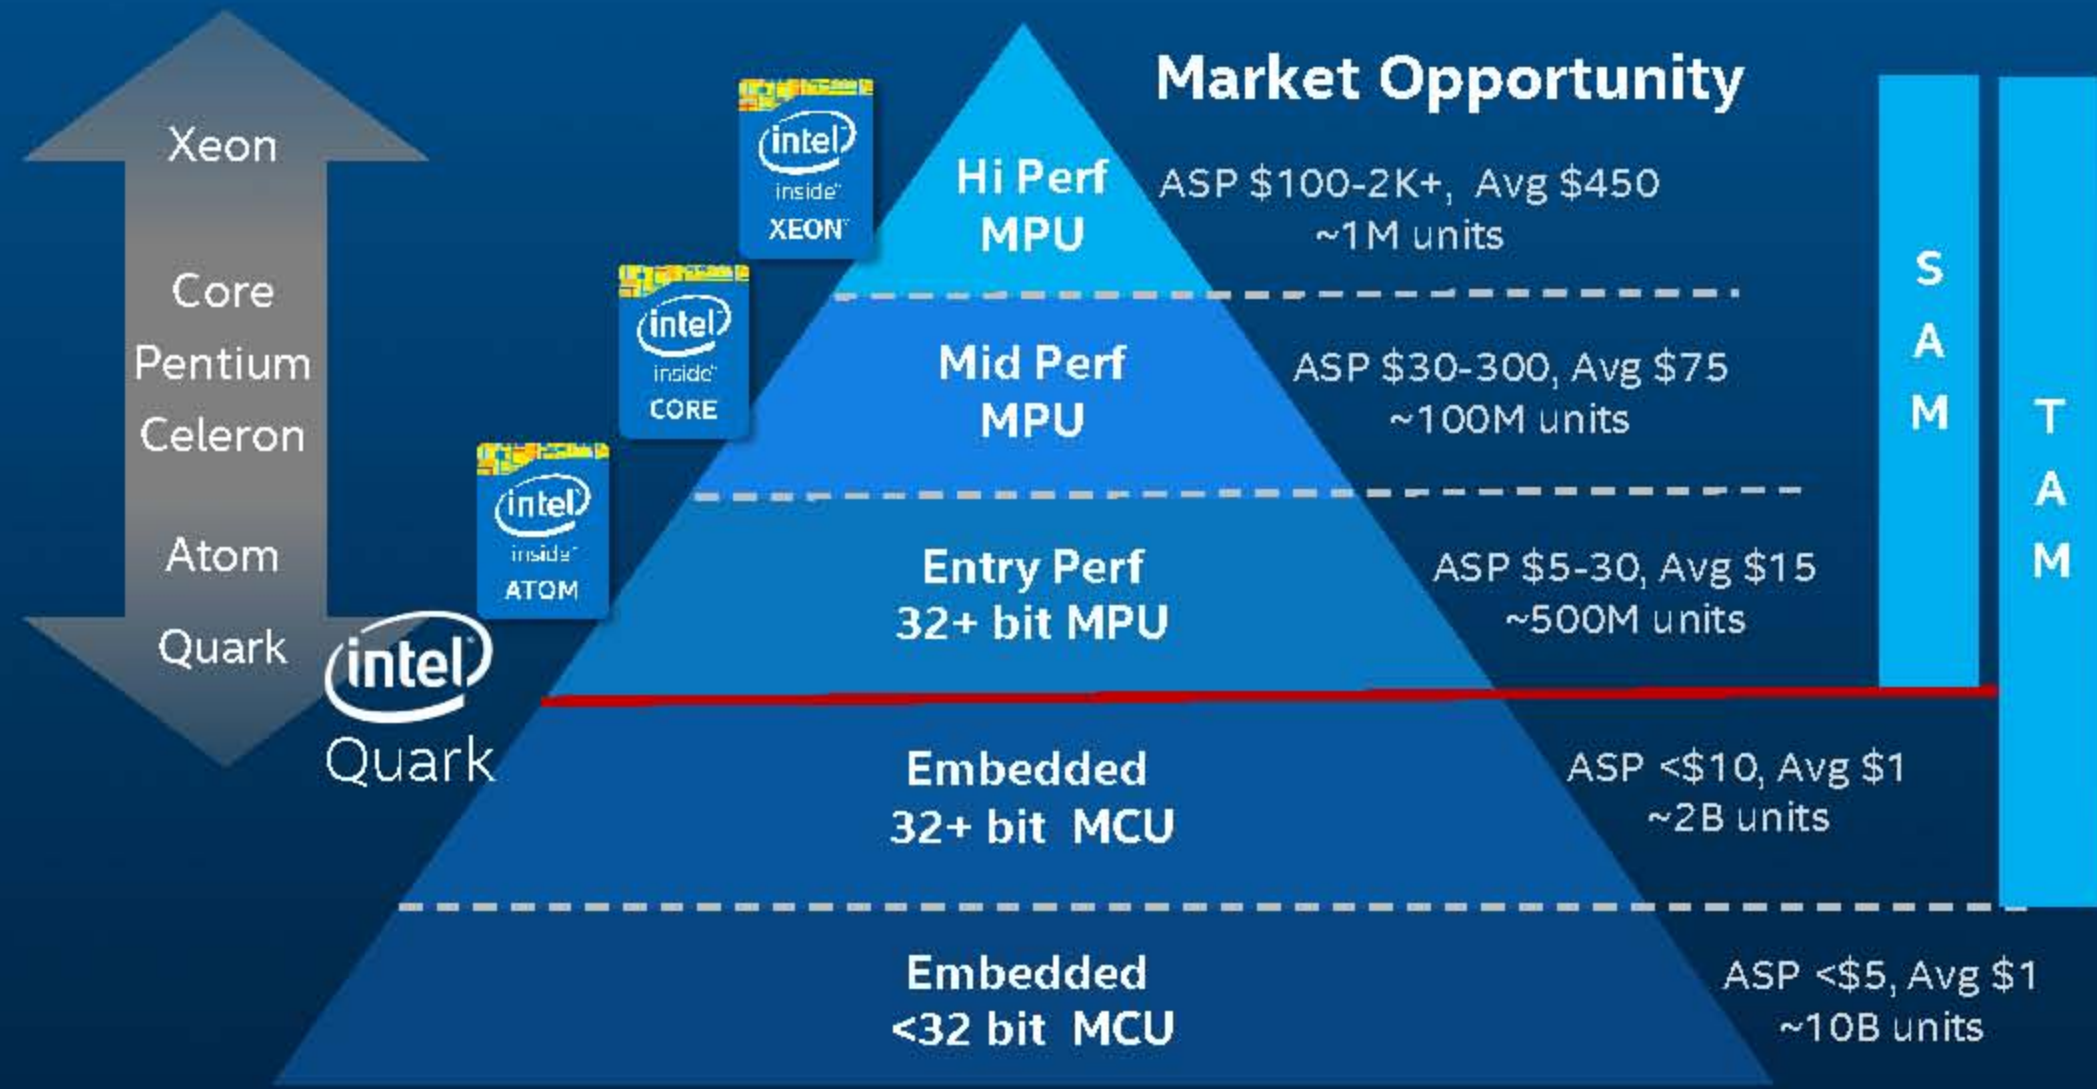 Xeon
Core
Pentium
Celeron
Atom
Quark
intel
inside
XEON
intel
inside
CORE
intel
inside
ATOM
intel
Quark
Market Opportunity
Hi Perf
MPU
ASP $100-2K+, Avg $450
~1M units
Mid Perf
MPU
ASP $30-300, Avg $75
~100M units
Entry Perf
32+ bit MPU
ASP $5-30, Avg $15
~500M units
Embedded
32+ bit MCU
ASP <$10, Avg $1
~2B units
Embedded
<32 bit MCU
ASP <$5, Avg $1
~10B units
SAM
TAM